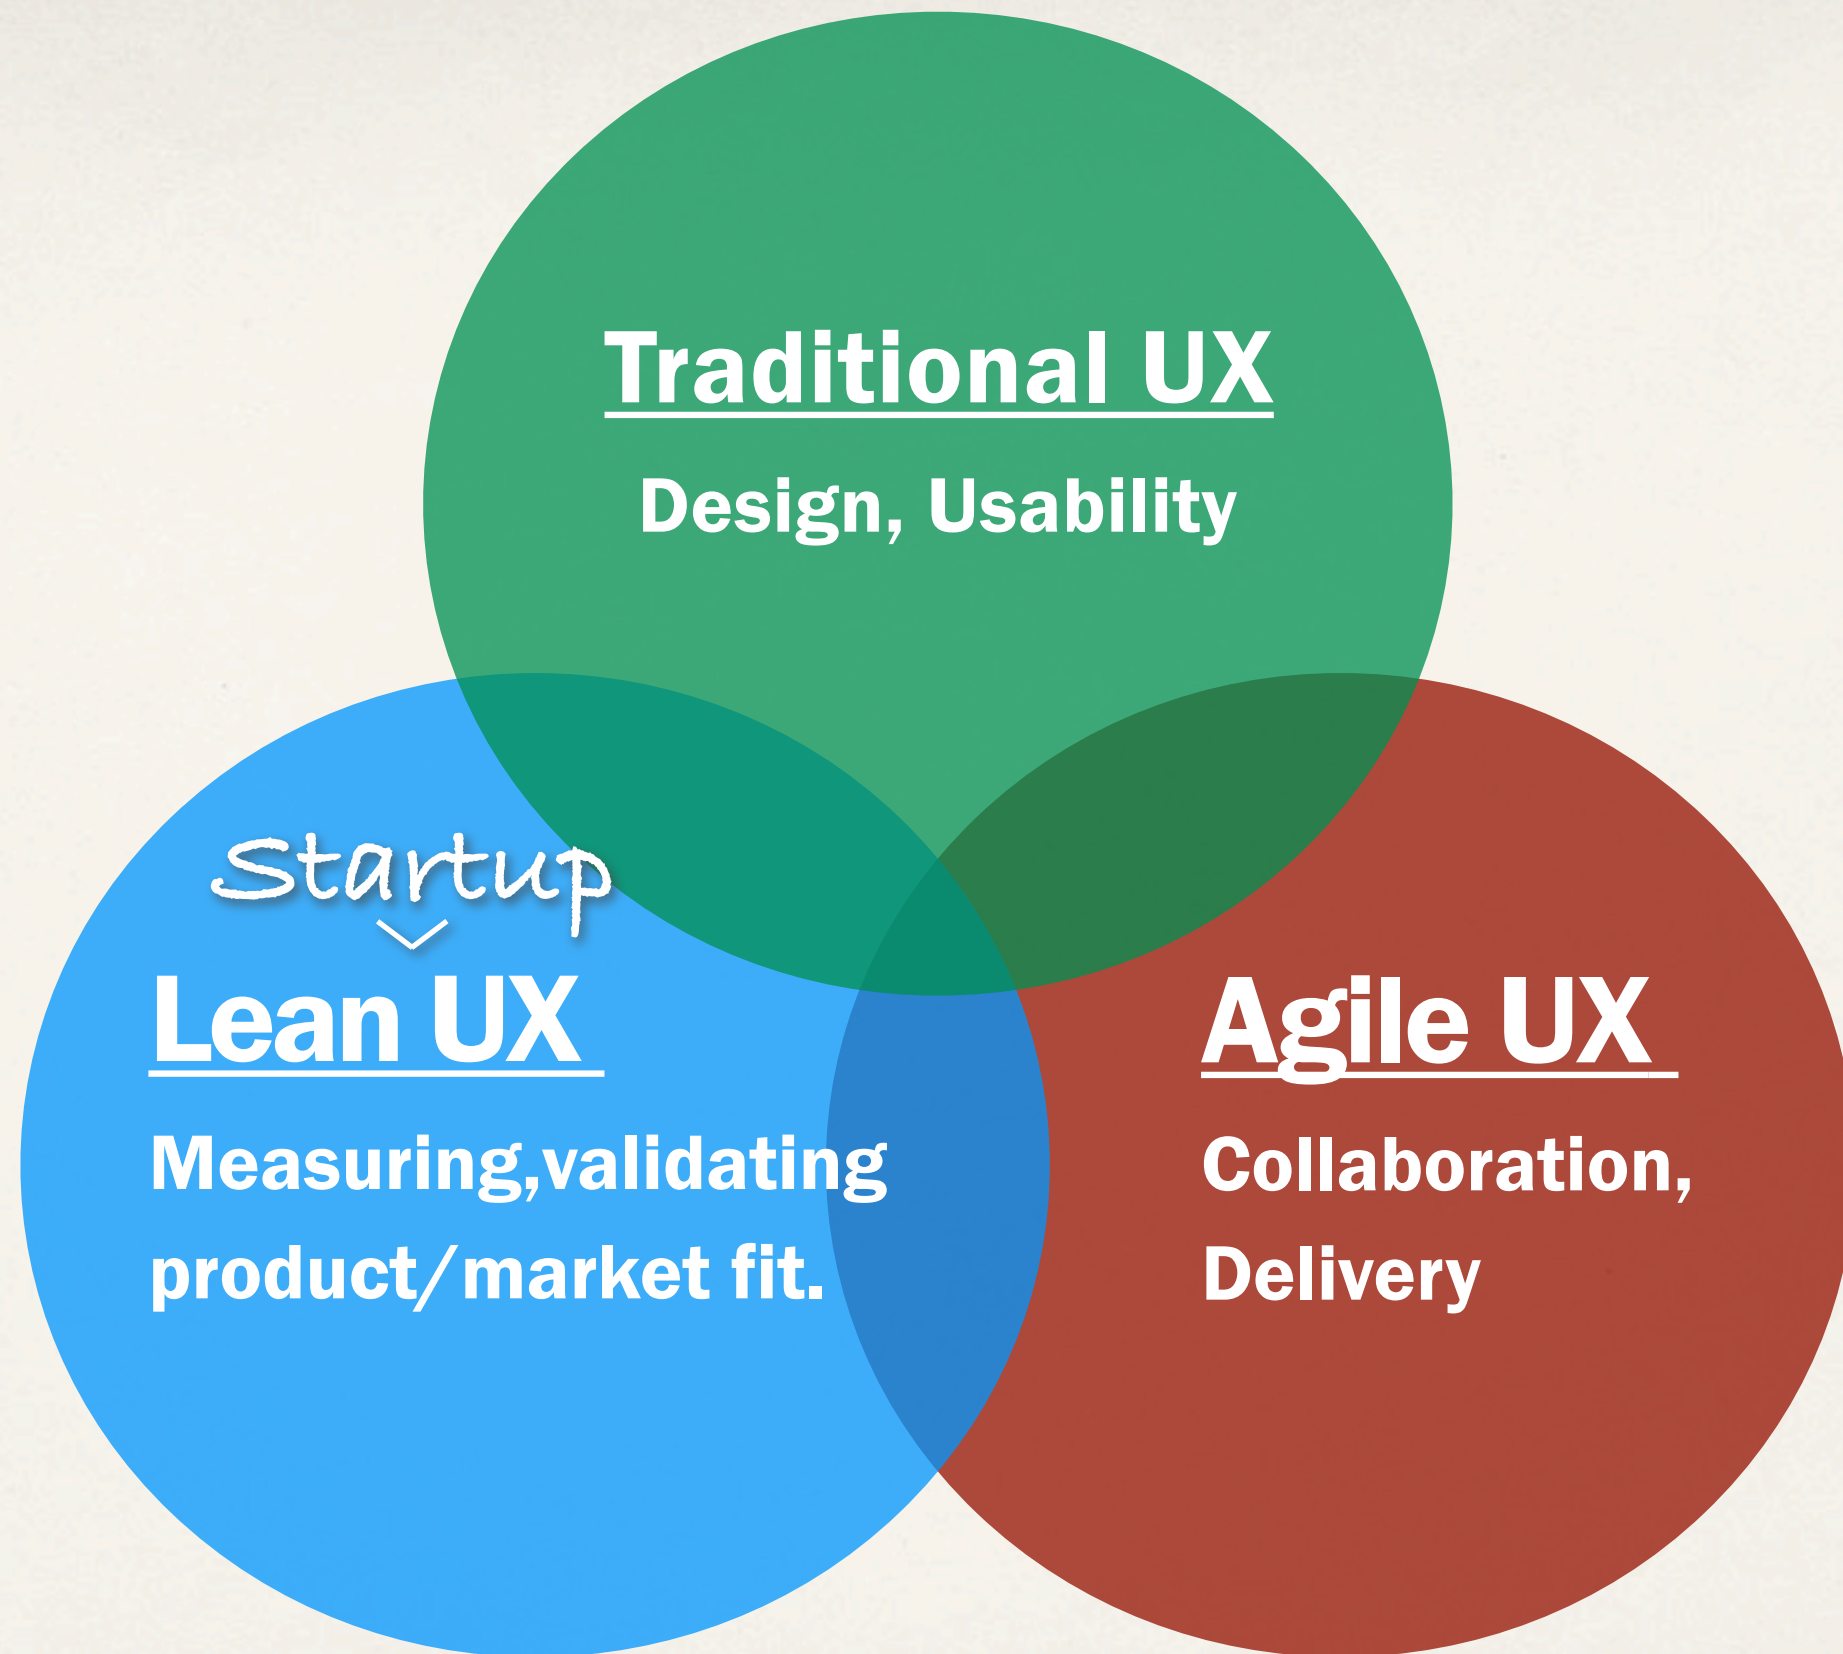 Traditional UX
Design, Usability
Startup
Lean UX
Measuring,validating
product/market fit.
Agile UX
Collaboration,
Delivery